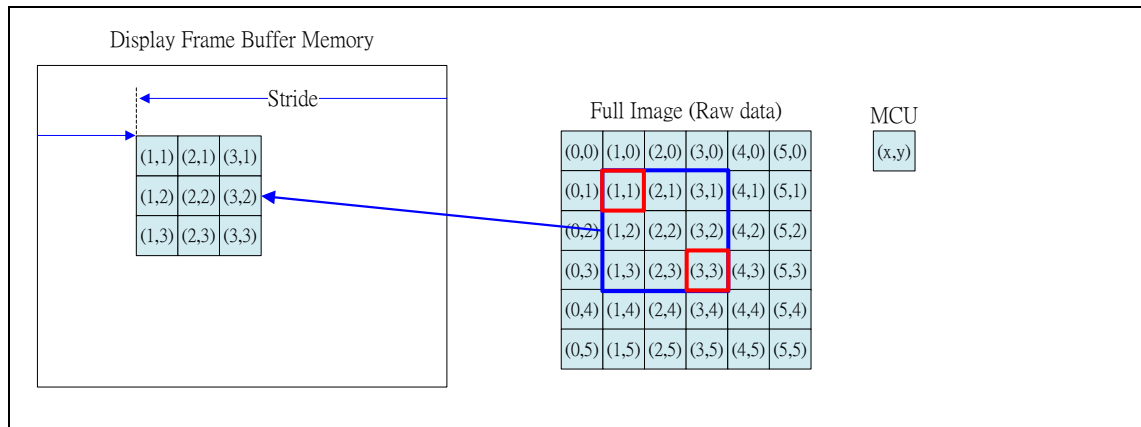 Display Frame Buffer Memory
Stride
(1,1) (2,1) (3,1)
(1,2) (2,2) (3,2)
(1,3) (2,3) (3,3)
Full Image (Raw data)
(0,0) (1,0) (2,0) (3,0) (4,0) (5,0)
(0,1) (1,1) (2,1) (3,1) (4,1) (5,1)
(0,2) (1,2) (2,2) (3,2) (4,2) (5,2)
(0,3) (1,3) (2,3) (3,3) (4,3) (5,3)
(0,4) (1,4) (2,4) (3,4) (4,4) (5,4)
(0,5) (1,5) (2,5) (3,5) (4,5) (5,5)
MCU
(x,y)